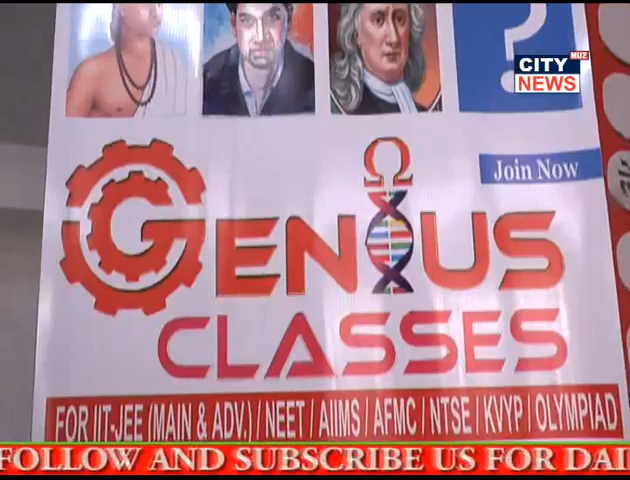 CITY MUZ
NEWS
Join Now
GENIUS
CLASSES
FOR IIT-JEE (MAIN & ADV.) / NEET / AIIMS / AFMC / NTSE / KVYP / OLYMPIAD
FOLLOW AND SUBSCRIBE US FOR DAI